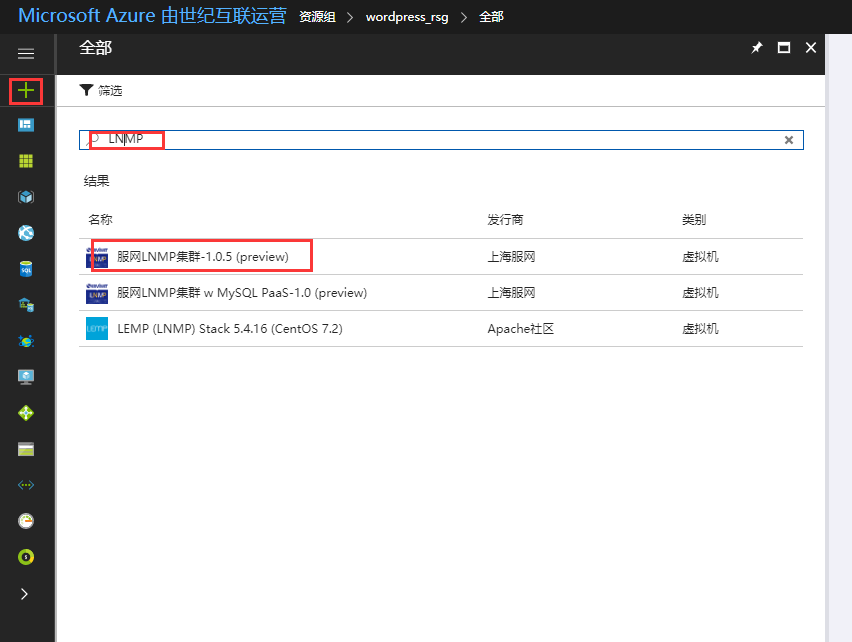 Microsoft Azure 由世纪互联运营 资源组 wordpress_rsg 全部
全部
筛选
LNMP
结果
名称 发行商 类别
LNMP 服网LNMP集群-1.0.5 (preview) 上海服网 虚拟机
LNMP 服网LNMP集群 w MySQL PaaS-1.0 (preview) 上海服网 虚拟机
LEMP LEMP (LNMP) Stack 5.4.16 (CentOS 7.2) Apache社区 虚拟机
SQL